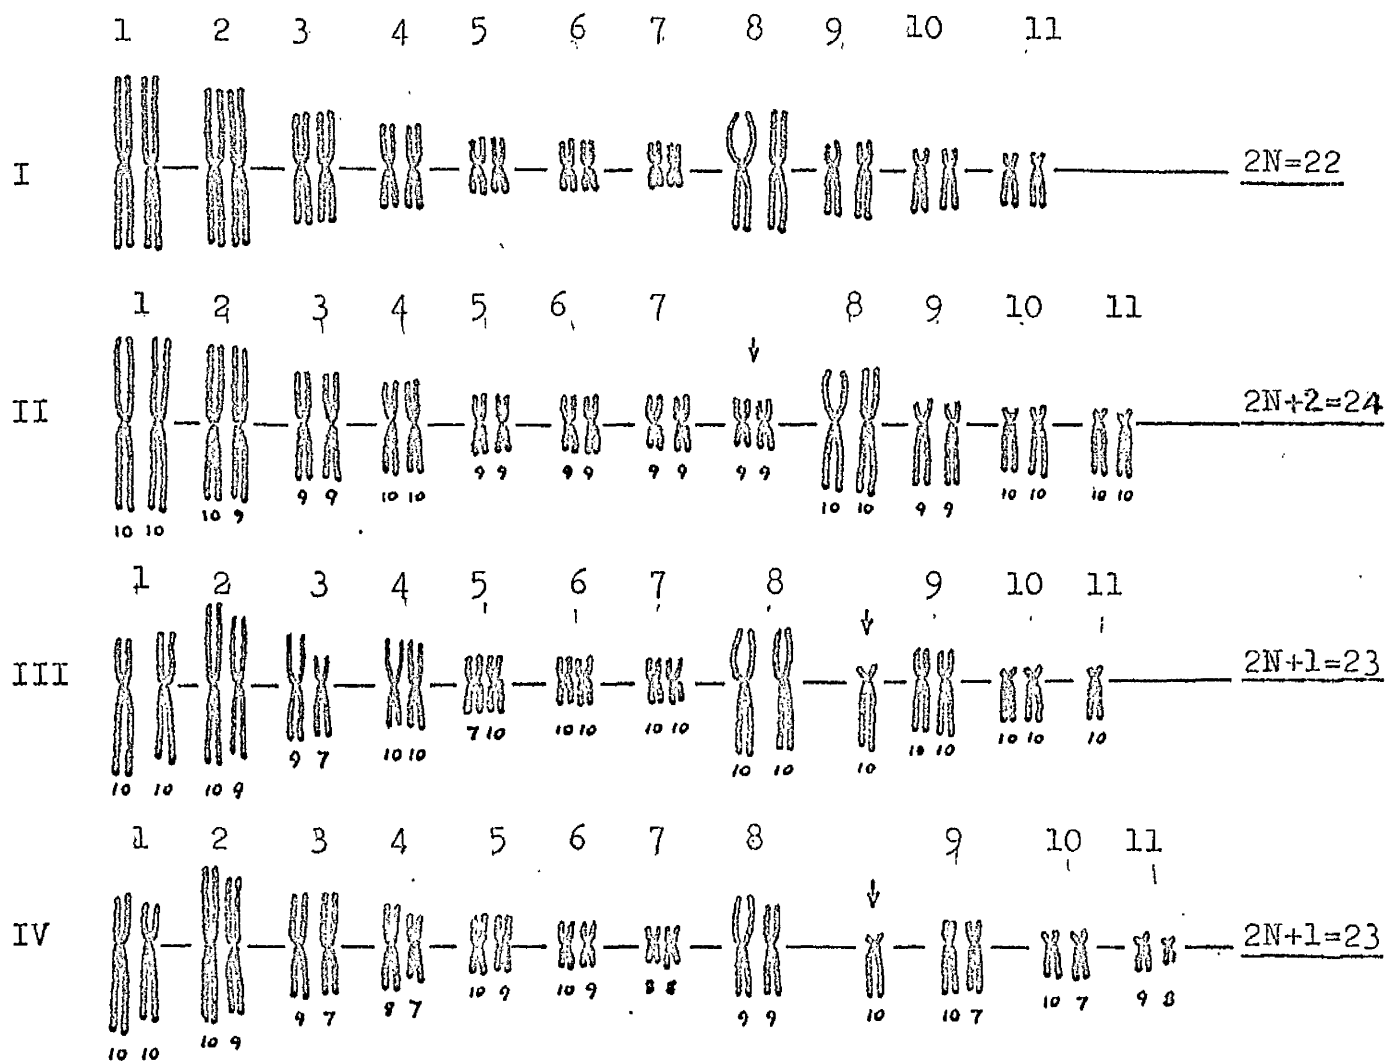 1 2 3 4 5 6 7 8 9 10 11
I 2N=22
1 2 3 4 5 6 7 8 9 10 11
II 2N+2=24
9 9 10 10 9 9 9 9 9 9 9 9 9 9 10 10 10 10
10 10 10 9 10 10
1 2 3 4 5 6 7 8 9 10 11
III 2N+1=23
9 7 10 10 7 10 10 10 10 10 10 10 10 10 10
10 10 10 9 10 10 10
1 2 3 4 5 6 7 8 9 10 11
IV 2N+1=23
9 7 8 7 10 9 10 9 8 8 9 9 10 10 7 10 7 9 8
10 10 10 9